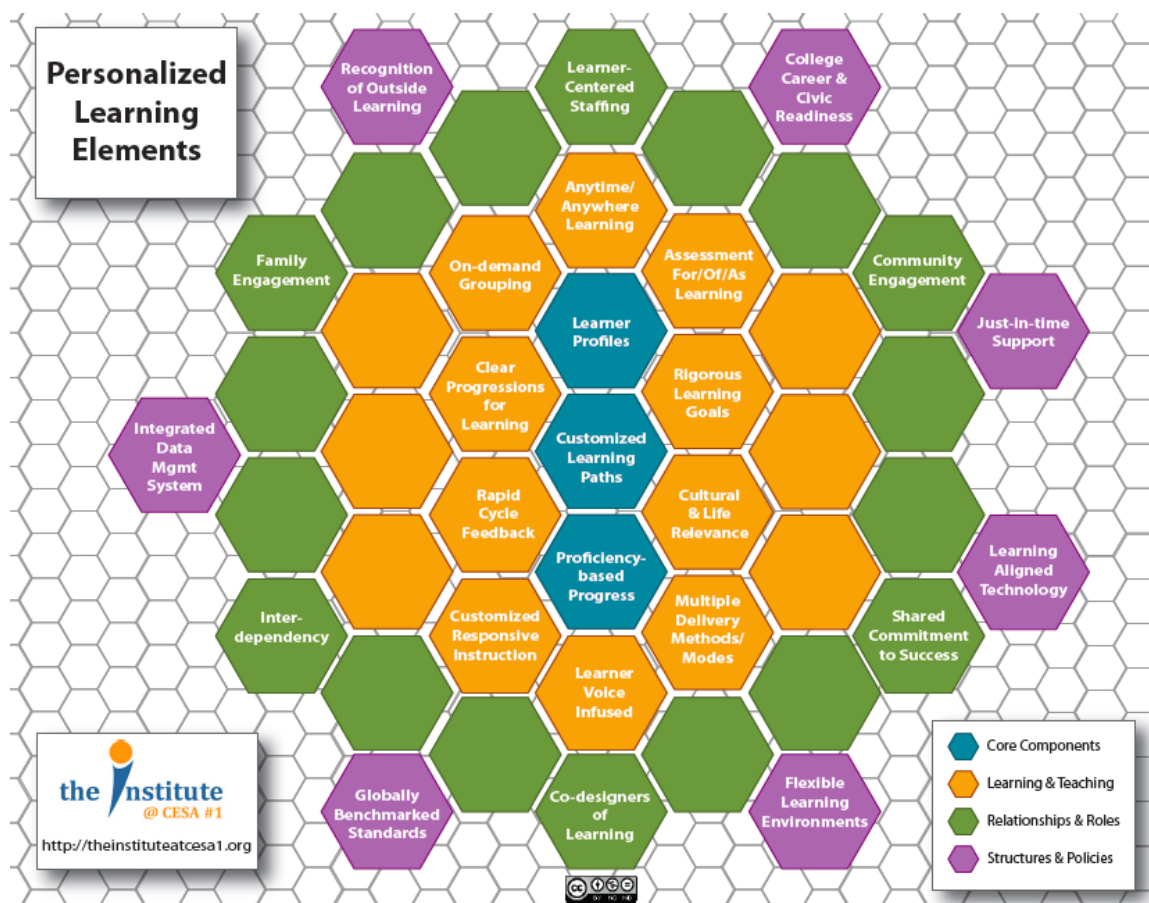 Personalized
Learning
Elements
Recognition
of Outside
Learning
Learner-
Centered
Staffing
College
Career &
Civic
Readiness
Anytime/
Anywhere
Learning
Family
Engagement
On-demand
Grouping
Assessment
For/Of/As
Learning
Community
Engagement
Learner
Profiles
Just-in-time
Support
Clear
Progressions
for
Learning
Rigorous
Learning
Goals
Integrated
Data
Mgmt
System
Customized
Learning
Paths
Rapid
Cycle
Feedback
Cultural
& Life
Relevance
Proficiency-
based
Progress
Learning
Aligned
Technology
Inter-
dependency
Customized
Responsive
Instruction
Multiple
Delivery
Methods/
Modes
Shared
Commitment
to Success
Learner
Voice
Infused
Globally
Benchmarked
Standards
Co-designers
of
Learning
Flexible
Learning
Environments
the institute
@ CESA #1
http://theinstituteatcesa1.org
Core Components
Learning & Teaching
Relationships & Roles
Structures & Policies
cc
BY NC ND